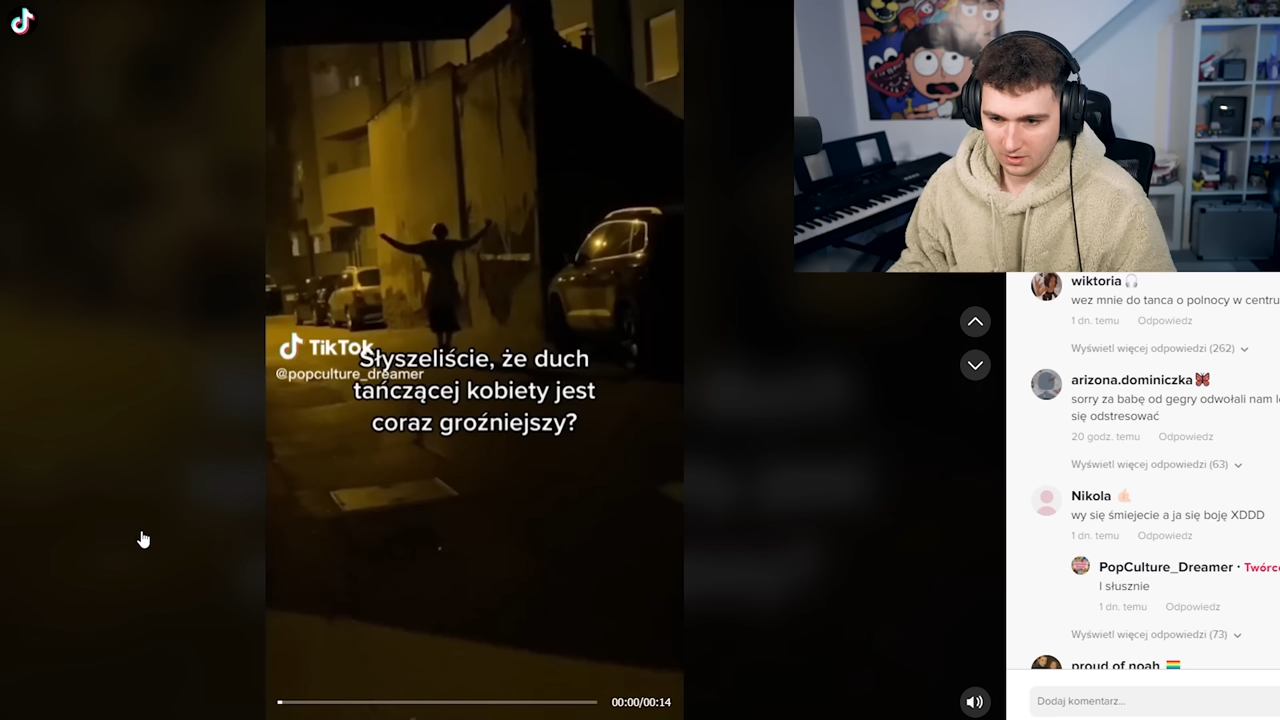 TikTok
@popculture_dreamer
Słyszeliście, że duch
tańczącej kobiety jest
coraz groźniejszy?
00:00/00:14
wiktoria
wez mnie do tanca o polnocy w centru
1 dn. temu Odpowiedz
Wyświetl więcej odpowiedzi (262)
arizona.dominiczka
sorry za babę od gegry odwołali nam
się odstresować
20 godz. temu Odpowiedz
Wyświetl więcej odpowiedzi (63)
Nikola
wy się śmiejecie a ja się boję XDDD
1 dn. temu Odpowiedz
PopCulture_Dreamer · Twórc
I słusznie
1 dn. temu Odpowiedz
Wyświetl więcej odpowiedzi (73)
proud of noah
Dodaj komentarz...